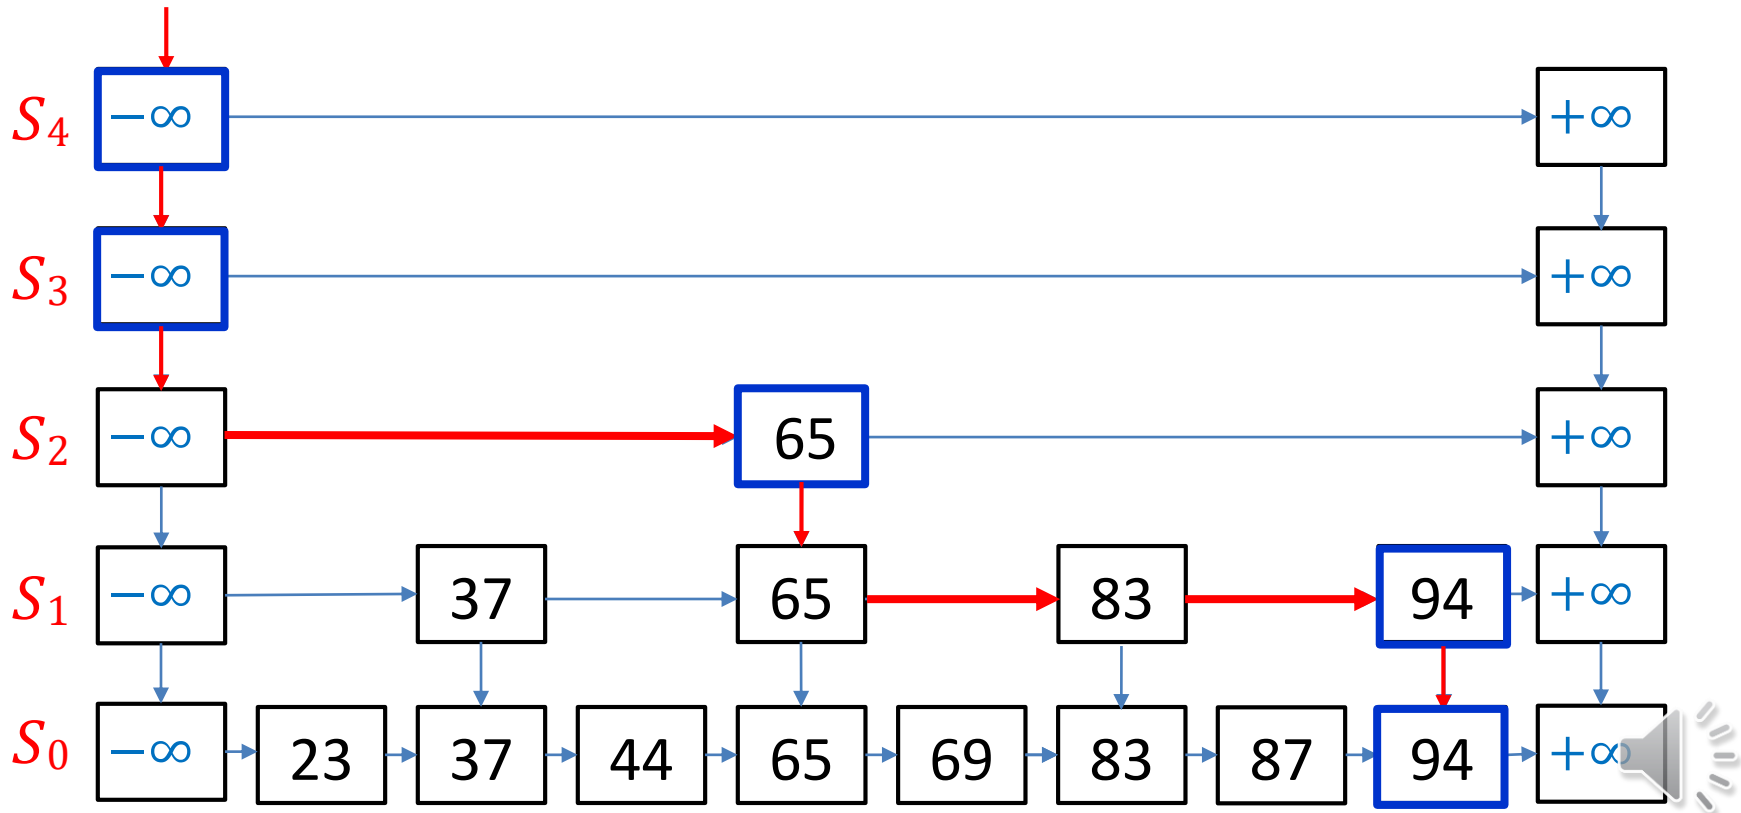 S4 −∞ +∞
S3 −∞ +∞
S2 −∞ 65 +∞
S1 −∞ 37 65 83 94 +∞
S0 −∞ 23 37 44 65 69 83 87 94 +∞